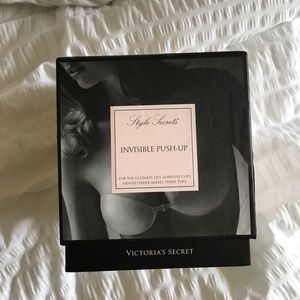 Style Secrets
INVISIBLE PUSH-UP
FOR THE ULTIMATE LIFT ADHESIVE CUPS
VANISH UNDER BARELY THERE TOPS.
VICTORIA'S SECRET